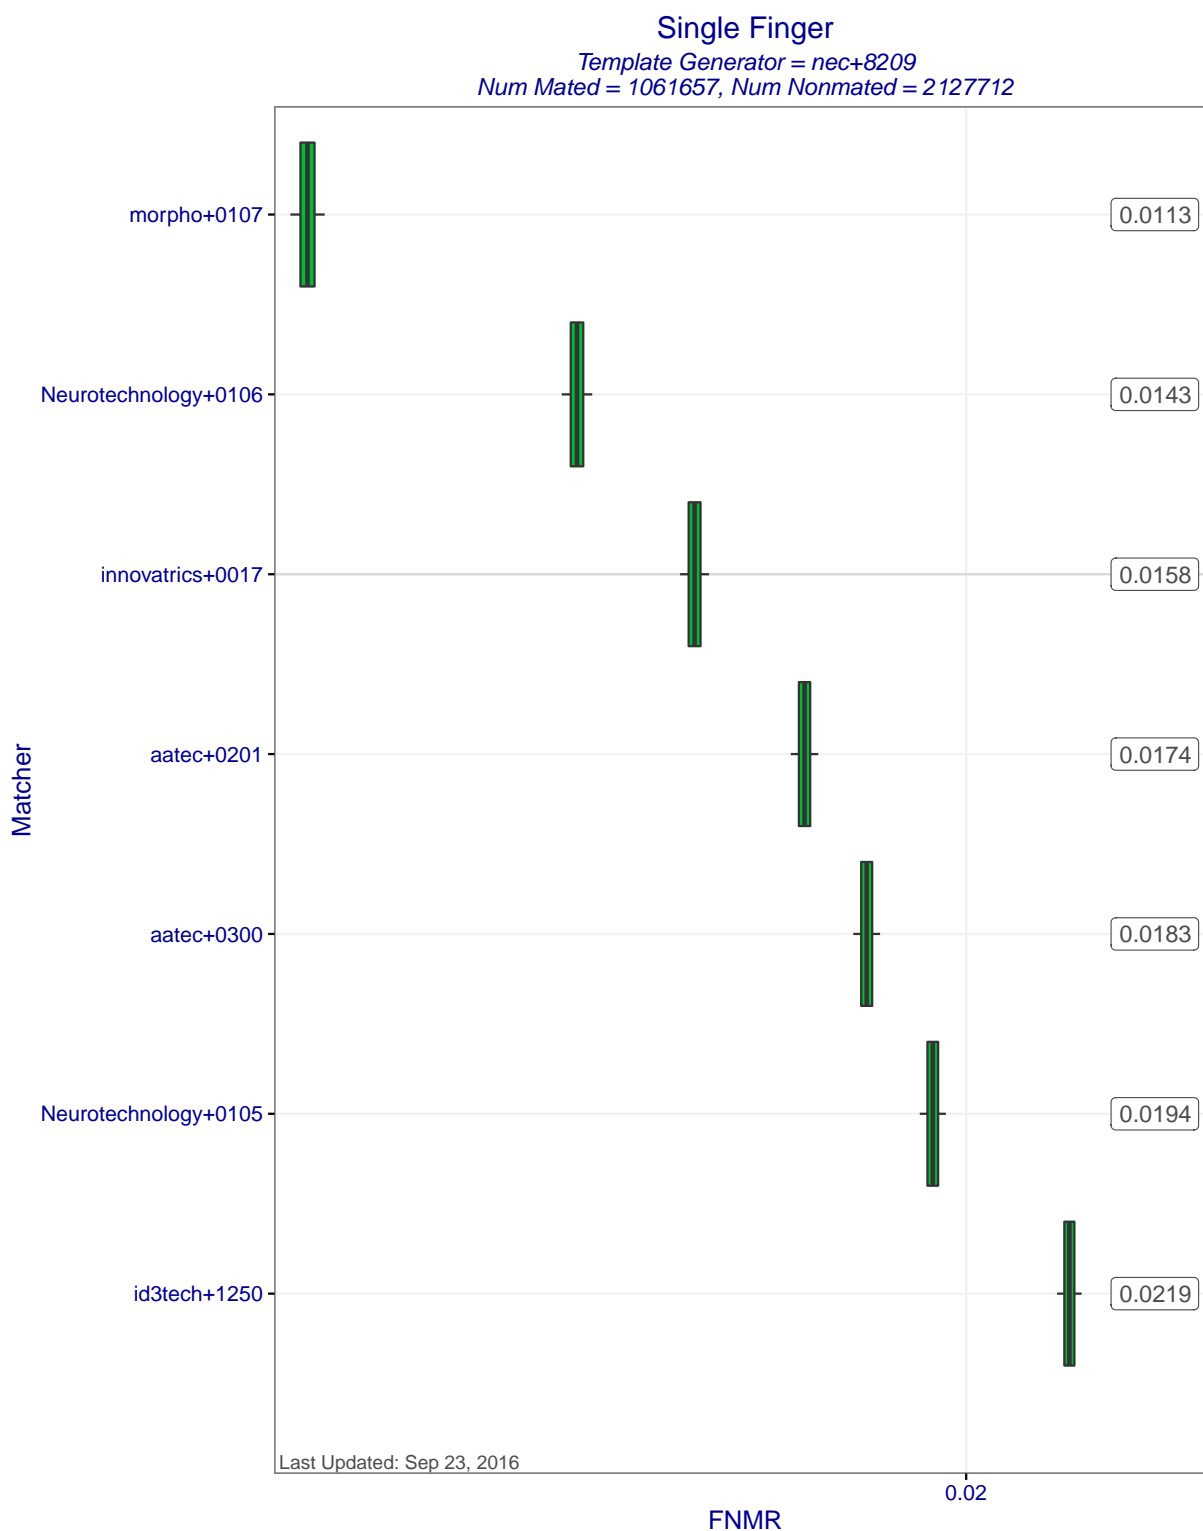 Single Finger
Template Generator = nec+8209
Num Mated = 1061657, Num Nonmated = 2127712
morpho+0107
0.0113
Neurotechnology+0106
0.0143
innovatrics+0017
0.0158
aatec+0201
0.0174
Matcher
aatec+0300
0.0183
Neurotechnology+0105
0.0194
id3tech+1250
0.0219
Last Updated: Sep 23, 2016
0.02
FNMR